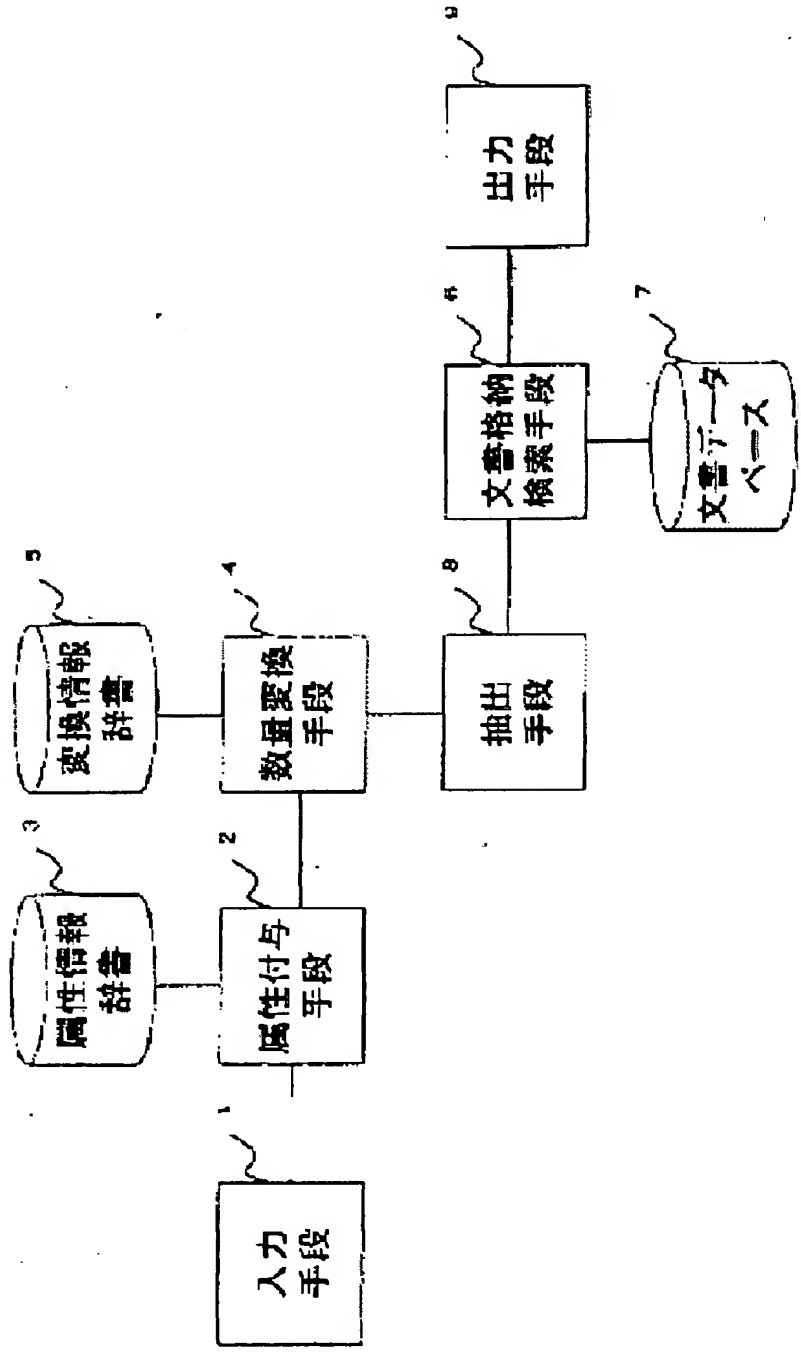 3
属性情報
辞書
5
変換情報
辞書
1
入力
手段
2
属性付与
手段
4
数量変換
手段
8
抽出
手段
6
文書格納
検索手段
9
出力
手段
7
文書データ
ベース